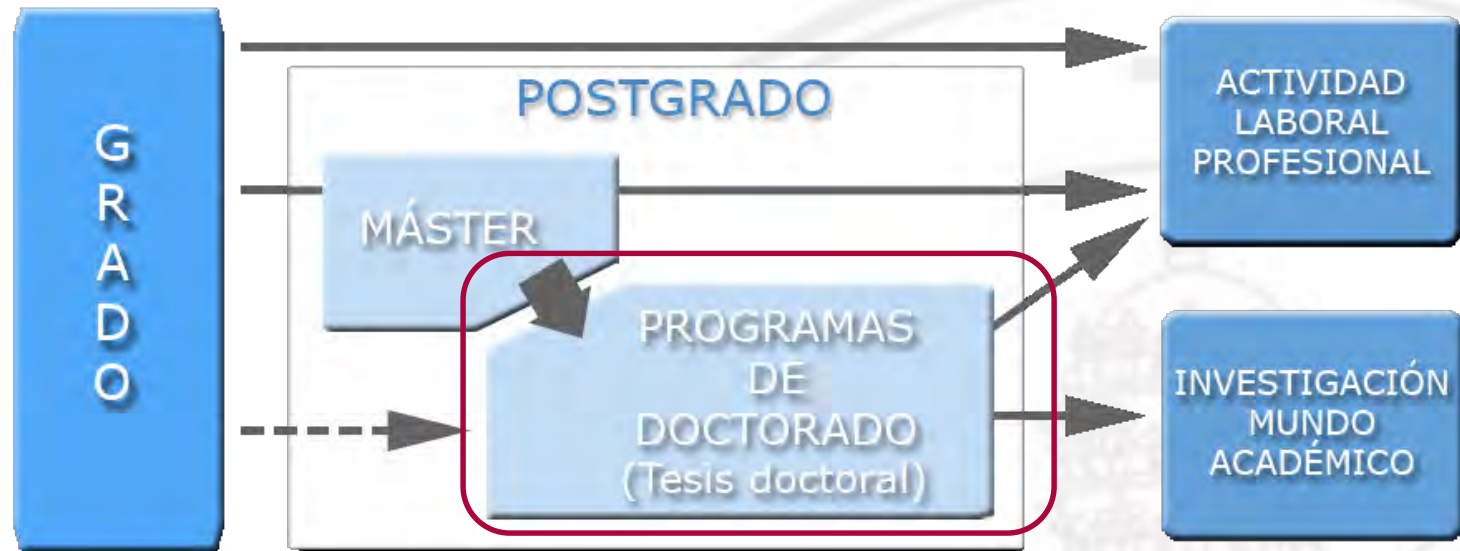 G
R
A
D
O
POSTGRADO
MÁSTER
PROGRAMAS
DE
DOCTORADO
(Tesis doctoral)
ACTIVIDAD
LABORAL
PROFESIONAL
INVESTIGACIÓN
MUNDO
ACADÉMICO